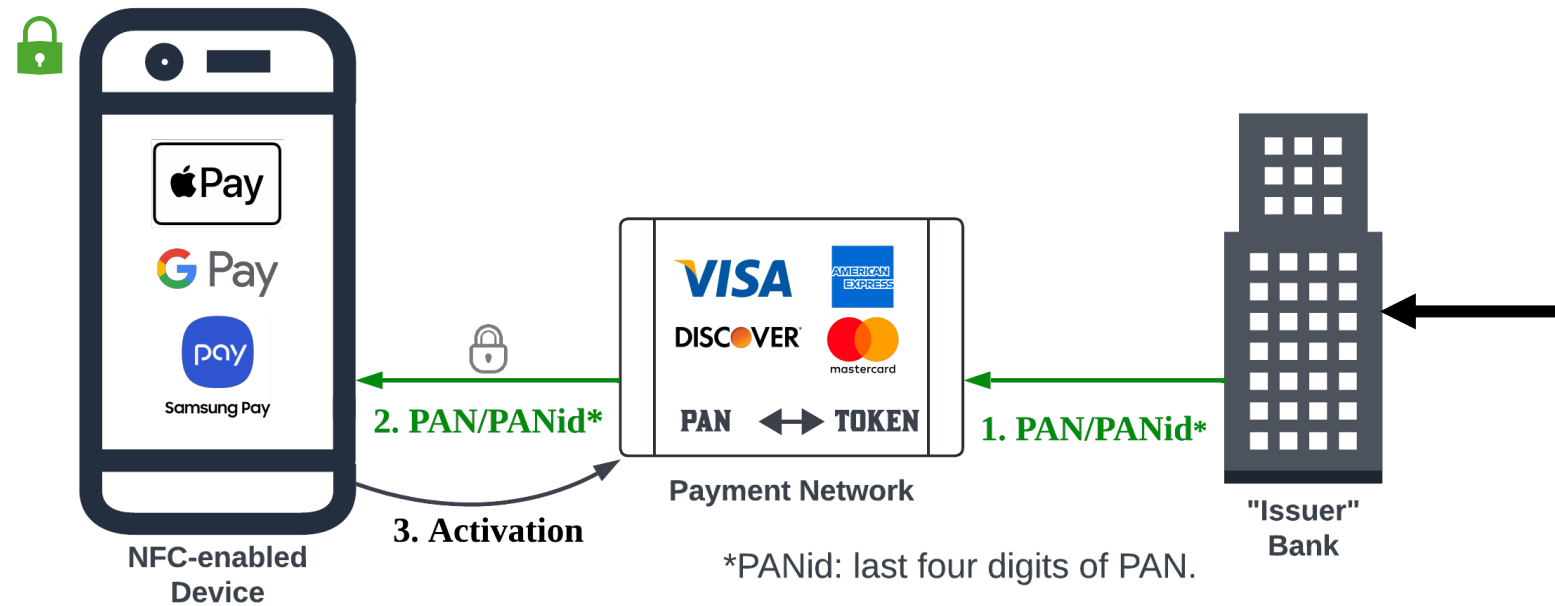 Pay
G Pay
pay
Samsung Pay
NFC-enabled
Device
2. PAN/PANid*
3. Activation
VISA
AMERICAN
EXPRESS
DISCOVER
mastercard
PAN TOKEN
Payment Network
1. PAN/PANid*
"Issuer"
Bank
*PANid: last four digits of PAN.